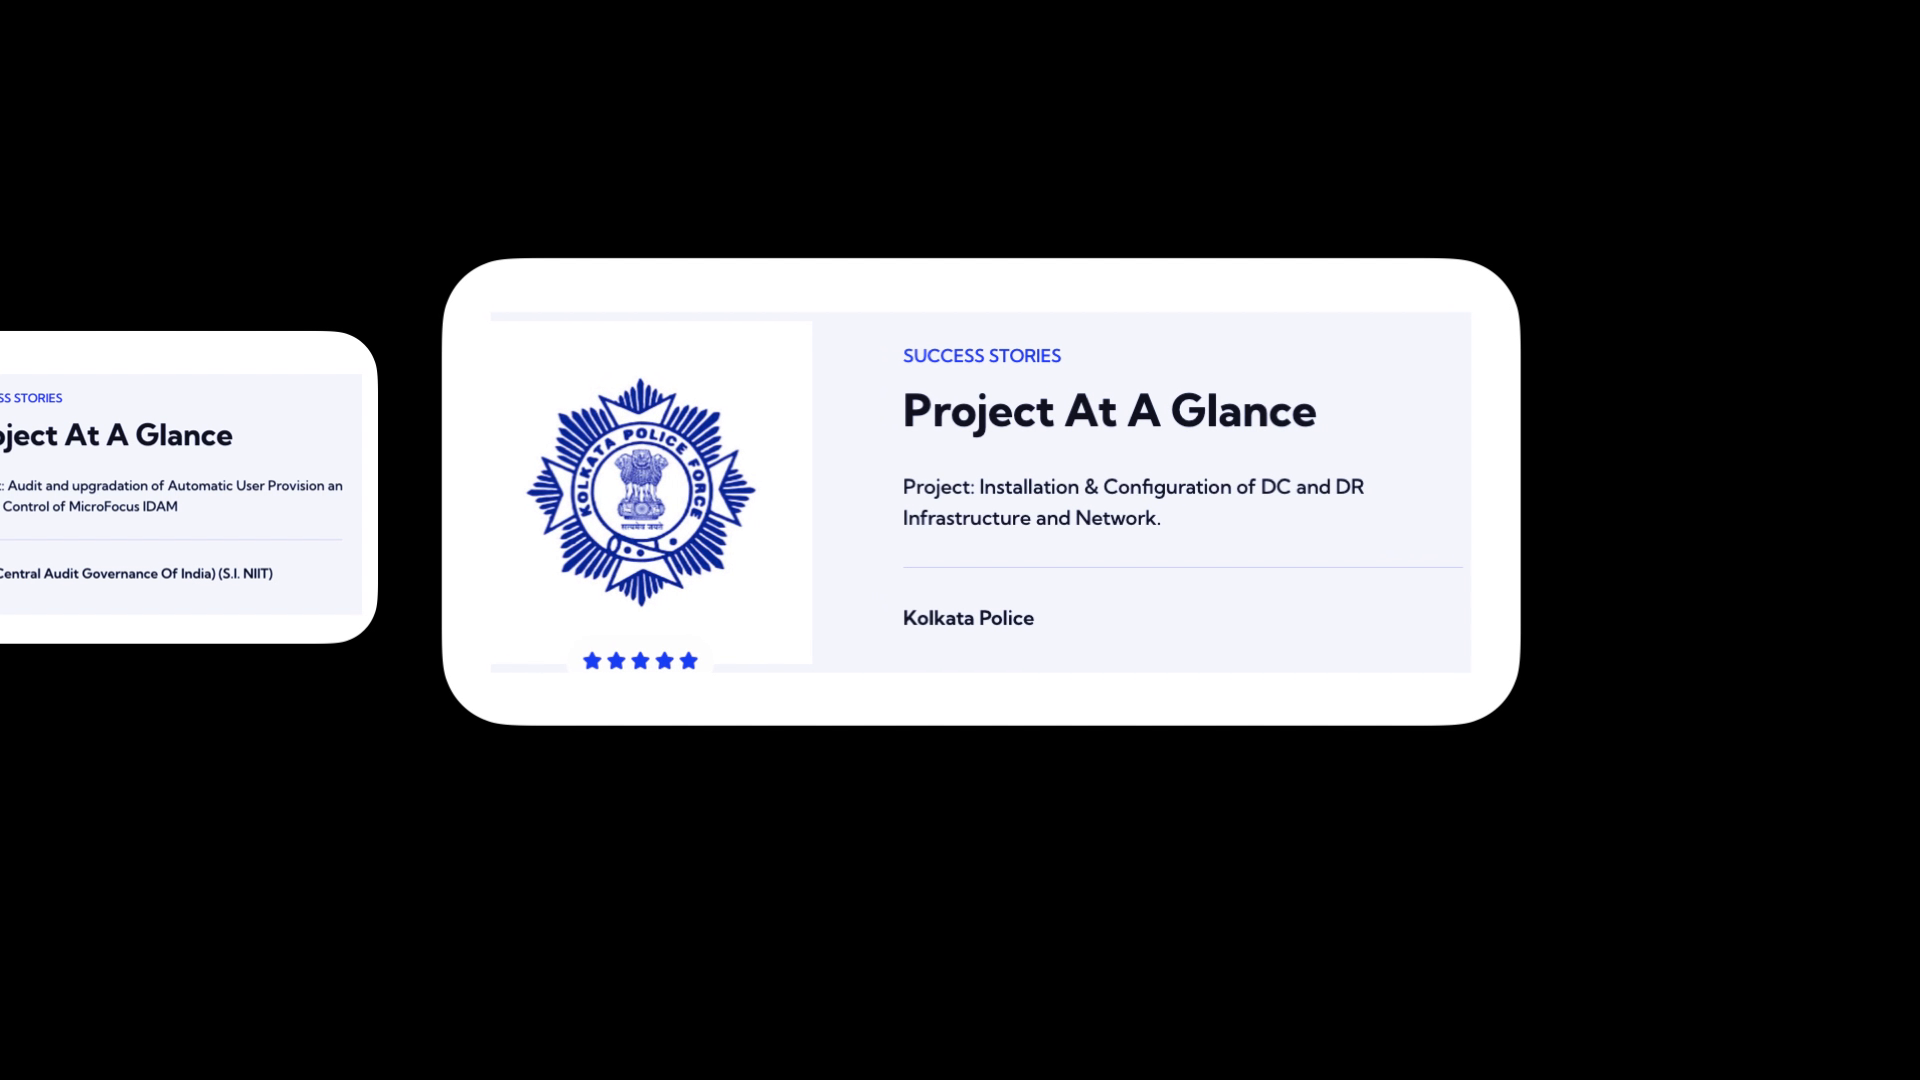 SS STORIES
ject At A Glance
: Audit and upgradation of Automatic User Provision an
Control of MicroFocus IDAM
Central Audit Governance Of India) (S.I. NIIT)
KOLKATA POLICE FORCE
सत्यमेव जयते
SUCCESS STORIES
Project At A Glance
Project: Installation & Configuration of DC and DR
Infrastructure and Network.
Kolkata Police